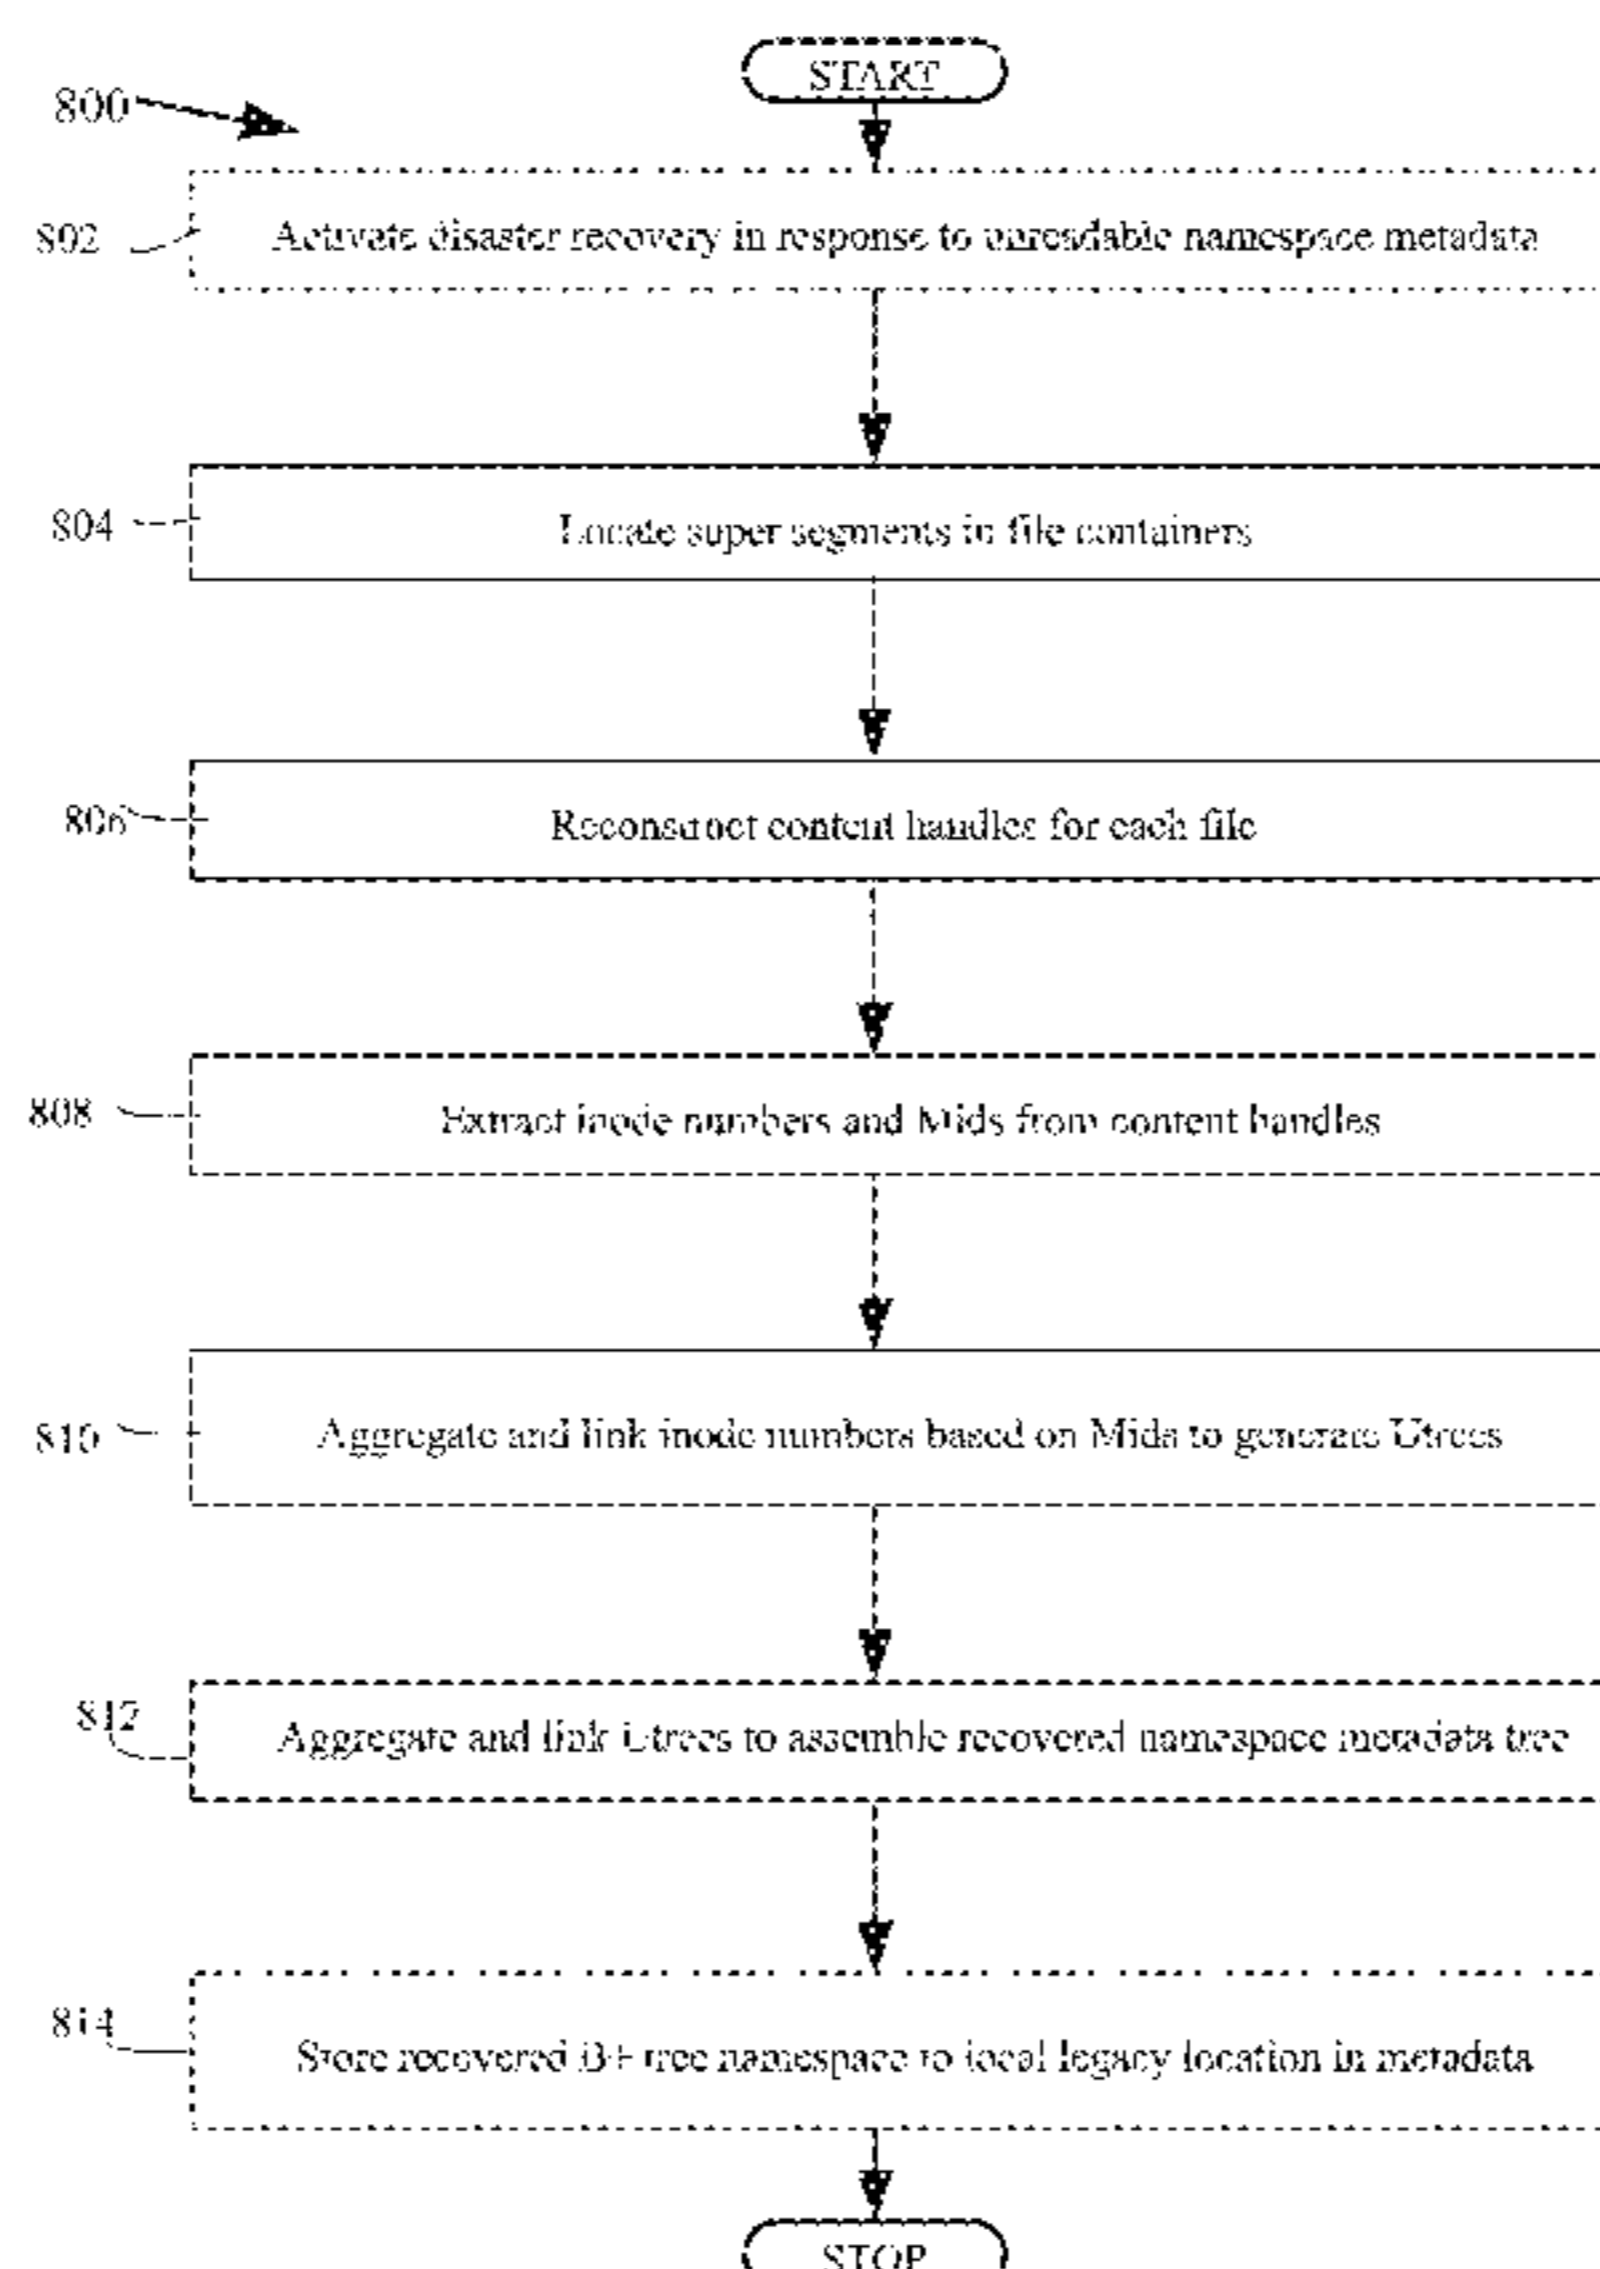 START
800
802
Activate disaster recovery in response to unreadable namespace metadata
804
Locate super segments in file containers
806
Reconstruct content handles for each file
808
Extract inode numbers and Mids from content handles
810
Aggregate and link inode numbers based on Mids to generate Utrees
812
Aggregate and link Utrees to assemble recovered namespace metadata tree
814
Store recovered B+ tree namespace to local legacy location in metadata
STOP